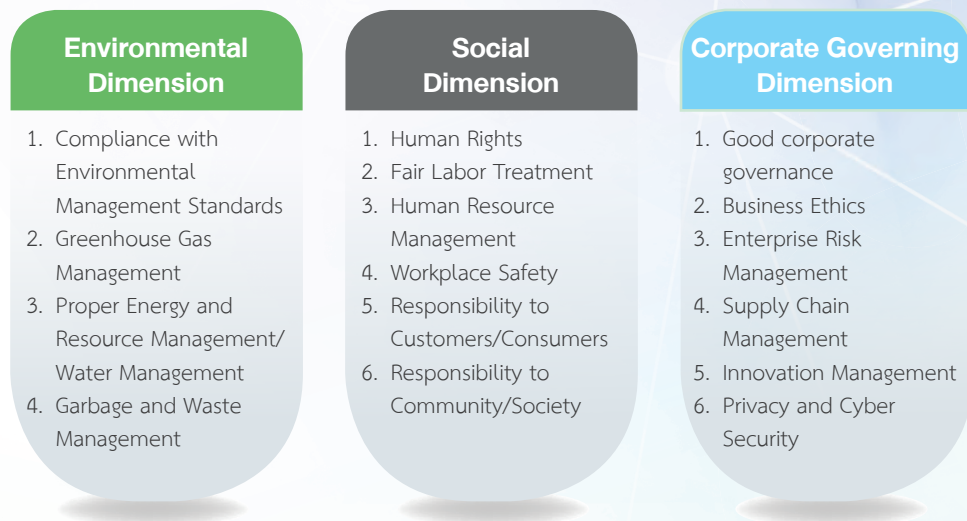 Environmental
Dimension
1. Compliance with
Environmental
Management Standards
2. Greenhouse Gas
Management
3. Proper Energy and
Resource Management/
Water Management
4. Garbage and Waste
Management
Social
Dimension
1. Human Rights
2. Fair Labor Treatment
3. Human Resource
Management
4. Workplace Safety
5. Responsibility to
Customers/Consumers
6. Responsibility to
Community/Society
Corporate Governing
Dimension
1. Good corporate
governance
2. Business Ethics
3. Enterprise Risk
Management
4. Supply Chain
Management
5. Innovation Management
6. Privacy and Cyber
Security